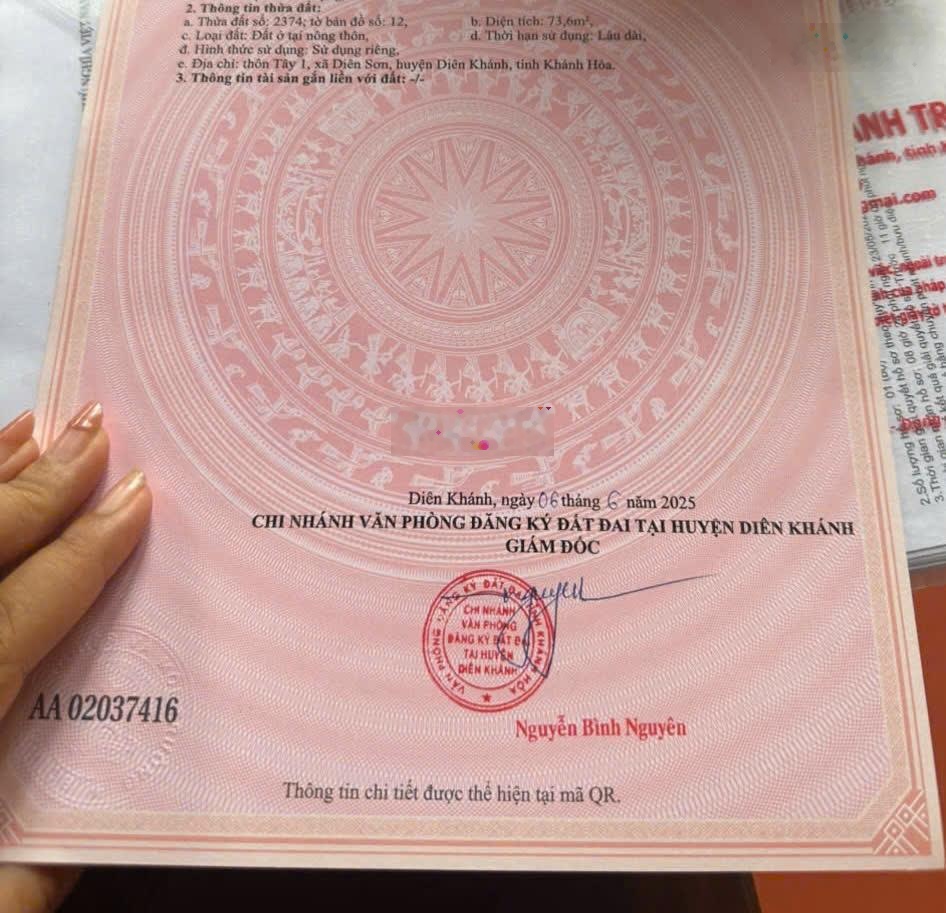 2. Thông tin thửa đất:
a. Thửa đất số: 2374; tờ bản đồ số: 12,
b. Diện tích: 73,6m²,
c. Loại đất: Đất ở tại nông thôn,
d. Thời hạn sử dụng: Lâu dài,
đ. Hình thức sử dụng: Sử dụng riêng,
e. Địa chỉ: thôn Tây 1, xã Diên Sơn, huyện Diên Khánh, tỉnh Khánh Hòa.
3. Thông tin tài sản gắn liền với đất: -/-
Diên Khánh, ngày 06 tháng 6 năm 2025
CHI NHÁNH VĂN PHÒNG ĐĂNG KÝ ĐẤT ĐAI TẠI HUYỆN DIÊN KHÁNH
GIÁM ĐỐC
CHI NHÁNH
VĂN PHÒNG
ĐĂNG KÝ ĐẤT
TẠI HUYỆN
DIÊN KHÁNH
Nguyễn Bình Nguyên
AA 02037416
Thông tin chi tiết được thể hiện tại mã QR.